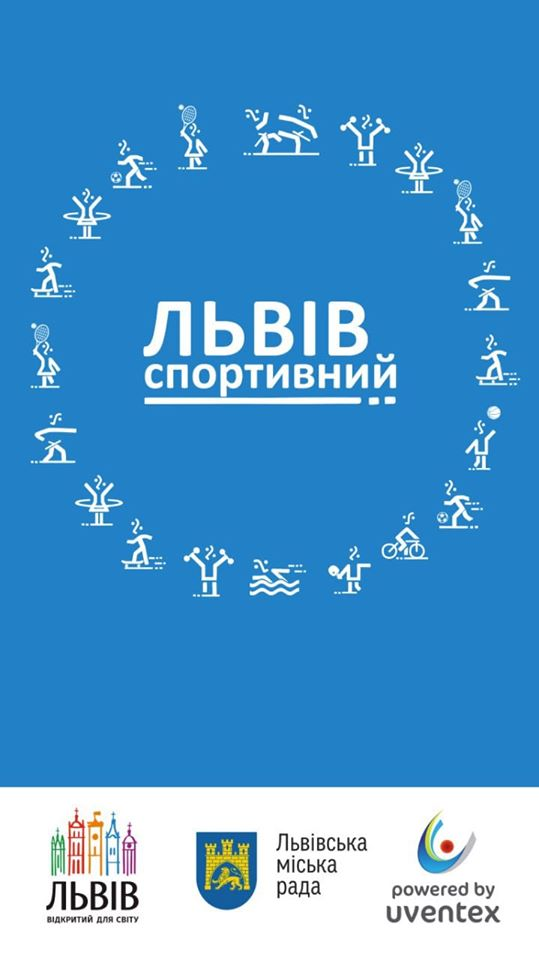 ЛЬВІВ
спортивний
ЛЬВІВ
ВІДКРИТИЙ ДЛЯ СВІТУ
Львівська
міська
рада
powered by
uventex